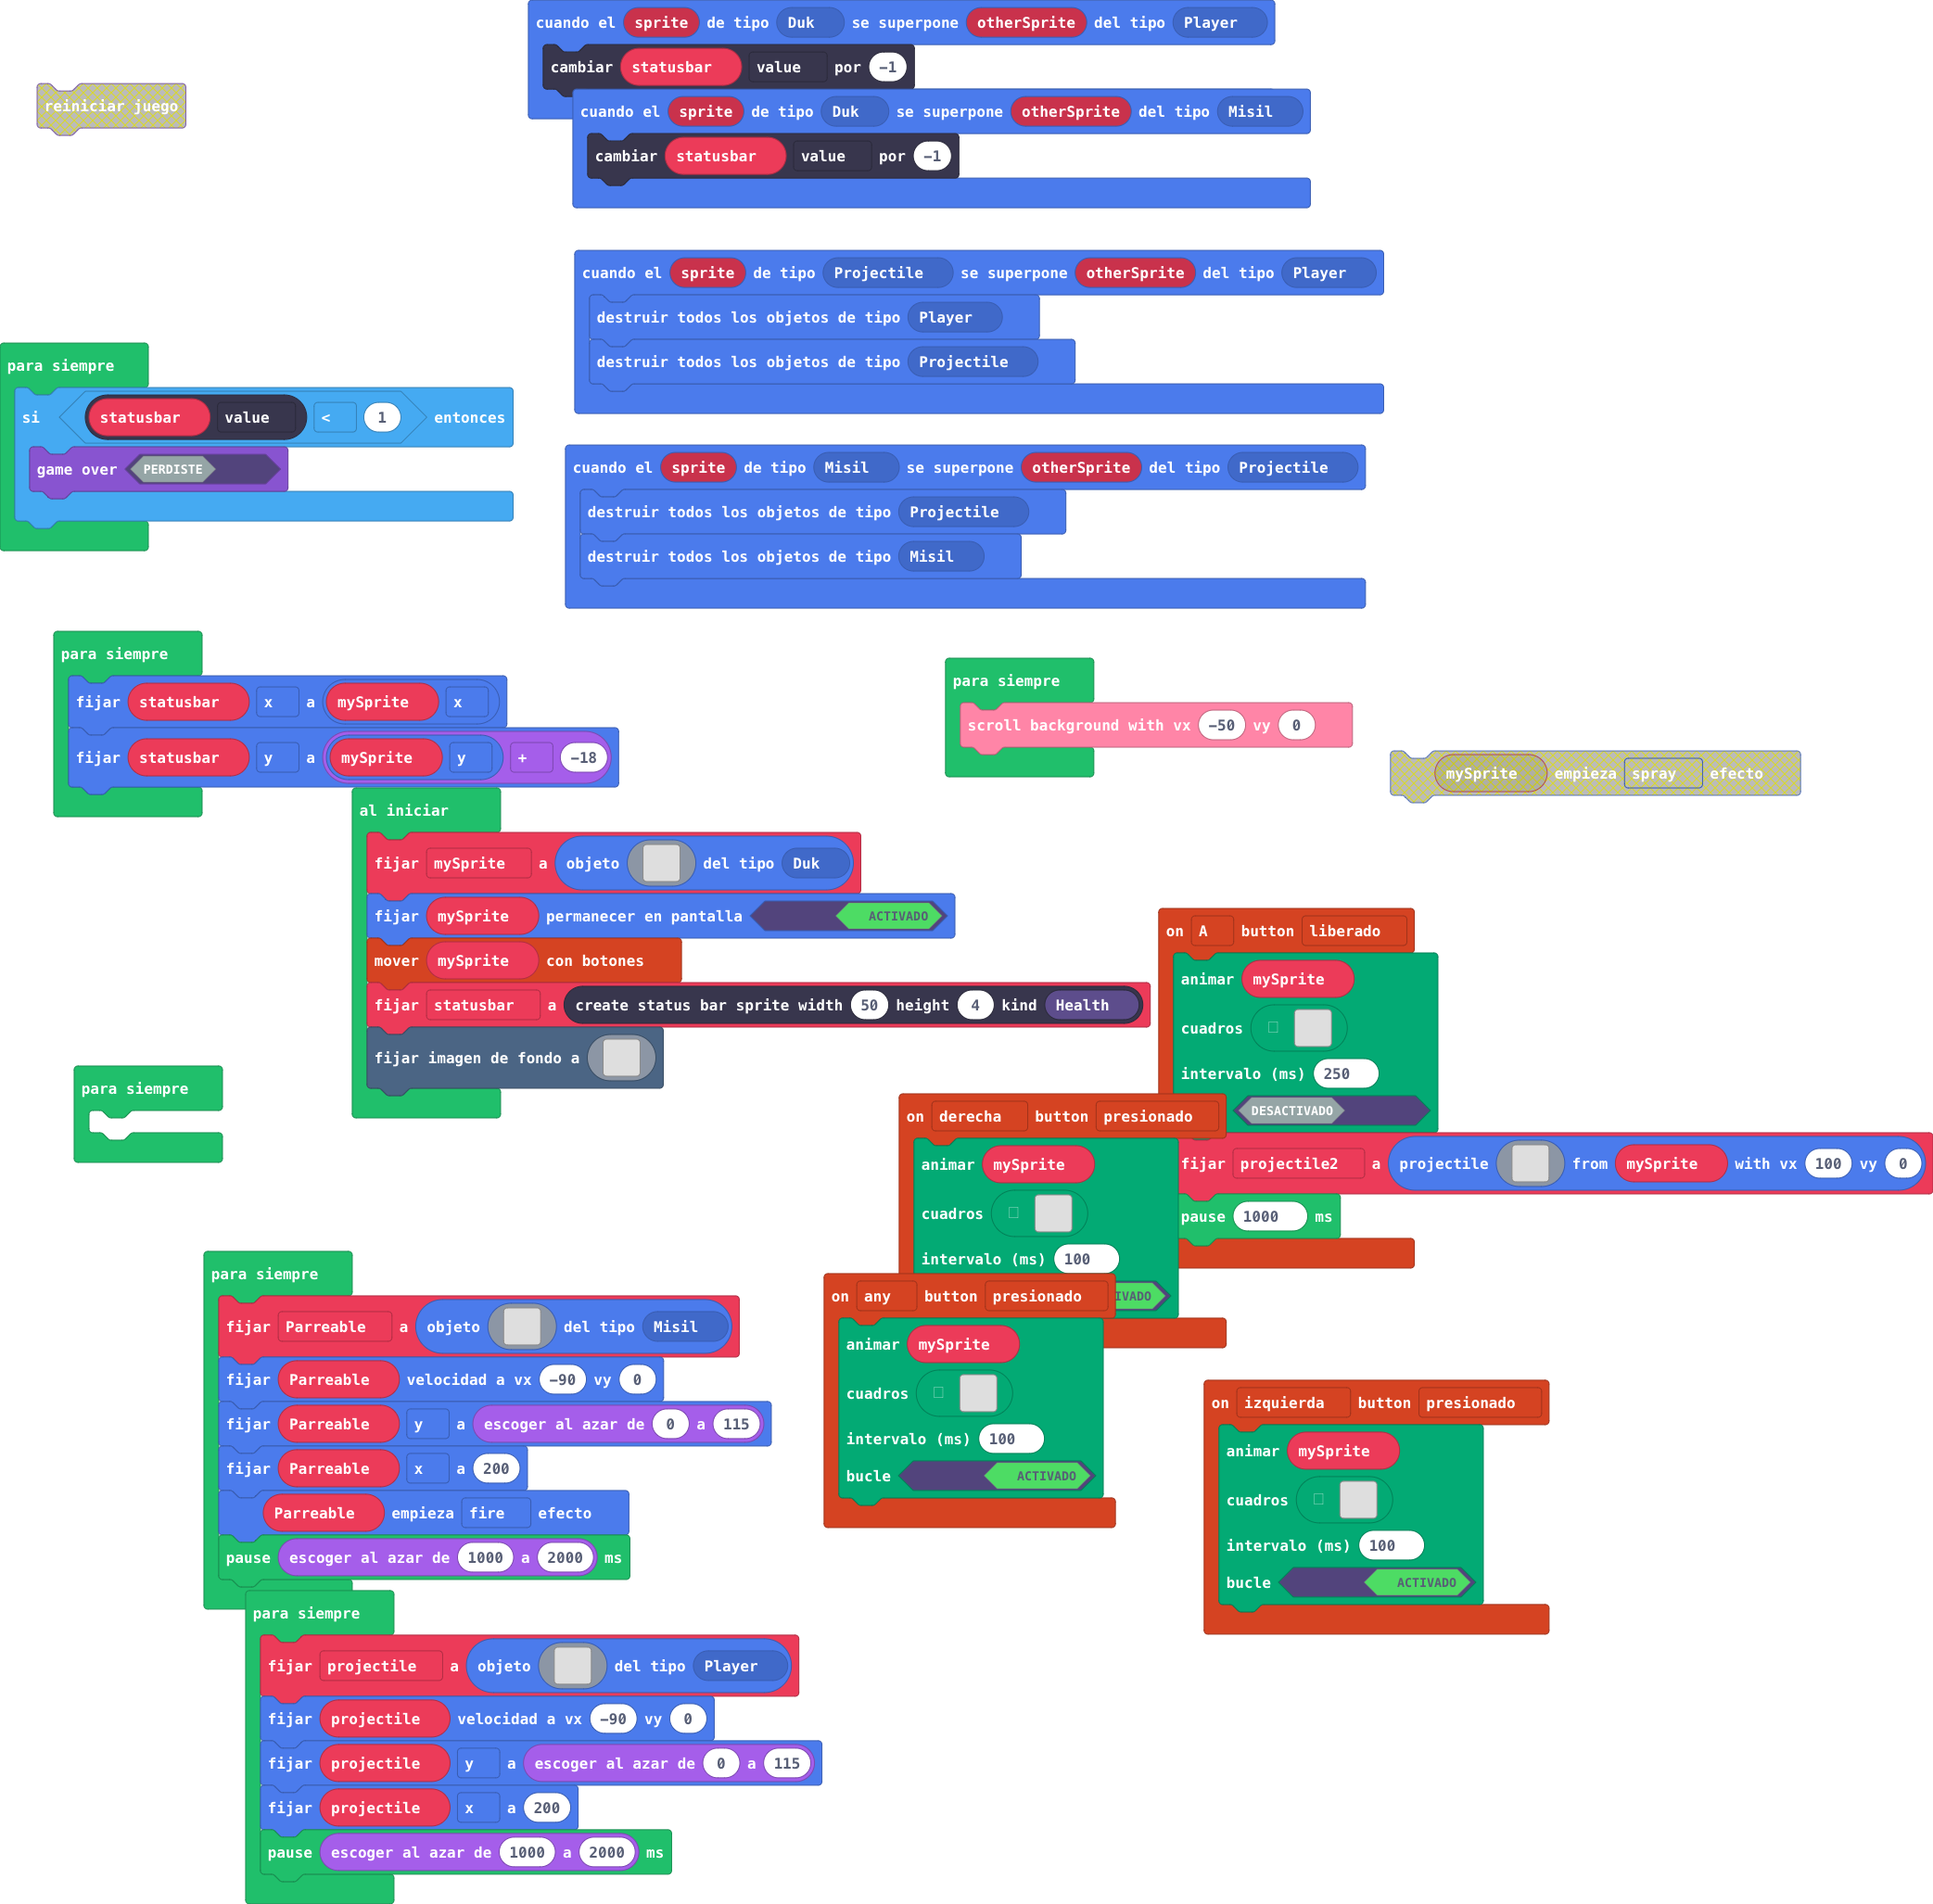 cuando el sprite de tipo Duk se superpone otherSprite del tipo Player
cambiar statusbar value por -1
reiniciar juego
cuando el sprite de tipo Duk se superpone otherSprite del tipo Misil
cambiar statusbar value por -1
cuando el sprite de tipo Projectile se superpone otherSprite del tipo Player
destruir todos los objetos de tipo Player
destruir todos los objetos de tipo Projectile
para siempre
si statusbar value < 1 entonces
game over PERDISTE
cuando el sprite de tipo Misil se superpone otherSprite del tipo Projectile
destruir todos los objetos de tipo Projectile
destruir todos los objetos de tipo Misil
para siempre
fijar statusbar x a mySprite x
fijar statusbar y a mySprite y + -18
para siempre
scroll background with vx -50 vy 0
mySprite empieza spray efecto
al iniciar
fijar mySprite a objeto del tipo Duk
fijar mySprite permanecer en pantalla ACTIVADO
mover mySprite con botones
fijar statusbar a create status bar sprite width 50 height 4 kind Health
fijar imagen de fondo a
on A button liberado
animar mySprite
cuadros
intervalo (ms) 250
DESACTIVADO
fijar projectile2 a projectile from mySprite with vx 100 vy 0
pause 1000 ms
para siempre
on derecha button presionado
animar mySprite
cuadros
intervalo (ms) 100
on any button presionado
animar mySprite
cuadros
intervalo (ms) 100
bucle ACTIVADO
para siempre
fijar Parreable a objeto del tipo Misil
fijar Parreable velocidad a vx -90 vy 0
fijar Parreable y a escoger al azar de 0 a 115
fijar Parreable x a 200
Parreable empieza fire efecto
pause escoger al azar de 1000 a 2000 ms
on izquierda button presionado
animar mySprite
cuadros
intervalo (ms) 100
bucle ACTIVADO
para siempre
fijar projectile a objeto del tipo Player
fijar projectile velocidad a vx -90 vy 0
fijar projectile y a escoger al azar de 0 a 115
fijar projectile x a 200
pause escoger al azar de 1000 a 2000 ms